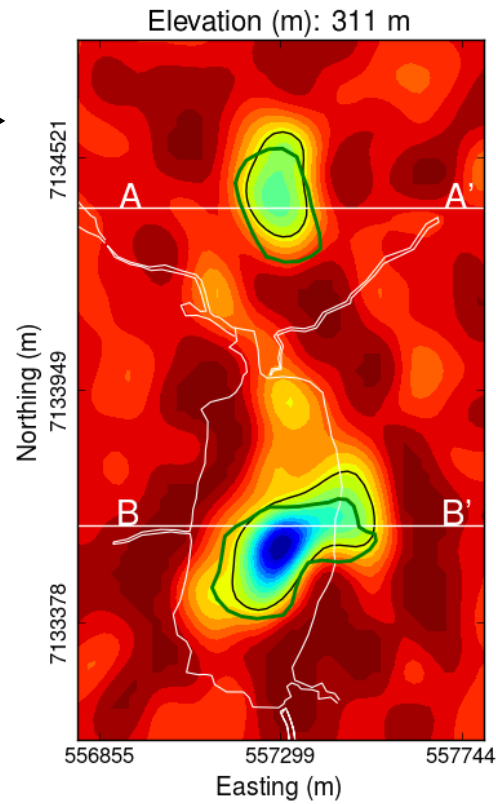 Elevation (m): 311 m
7134521
A A'
Northing (m)
7133949
B B'
7133378
556855 557299 557744
Easting (m)